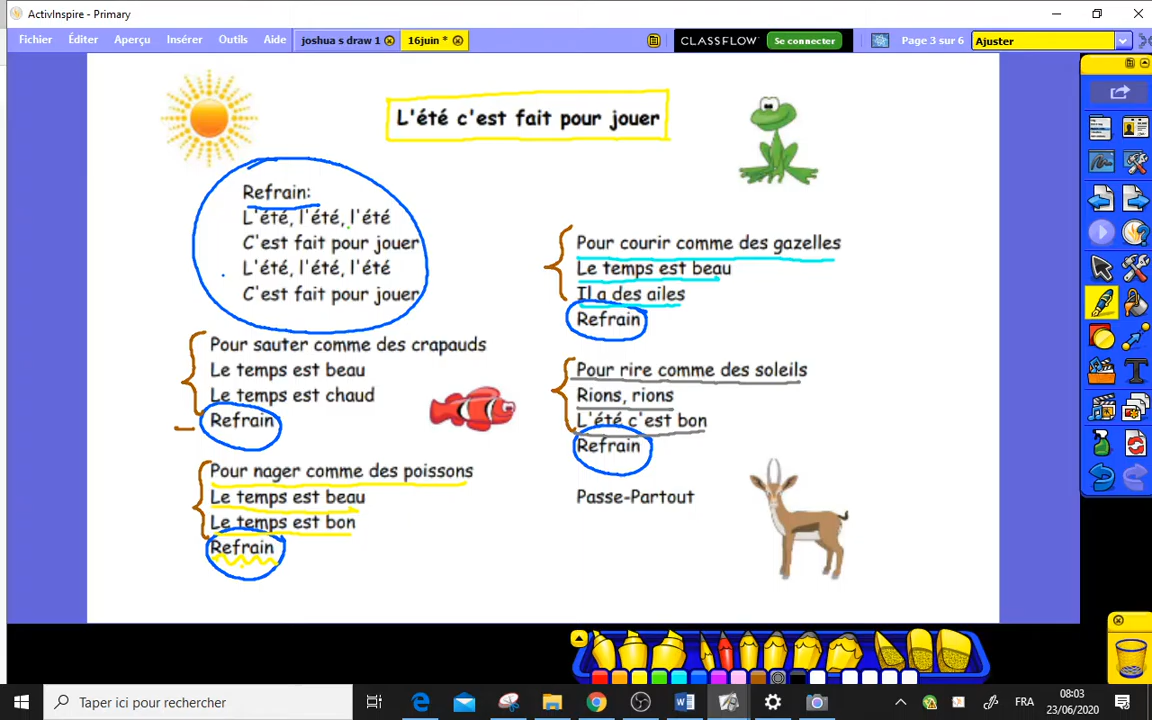 ActivInspire - Primary
Fichier Éditer Aperçu Insérer Outils Aide
joshua s draw 1
16juin *
CLASSFLOW
Se connecter
Page 3 sur 6
Ajuster
L'été c'est fait pour jouer
Refrain:
L'été, l'été, l'été
C'est fait pour jouer
L'été, l'été, l'été
C'est fait pour jouer
Pour sauter comme des crapauds
Le temps est beau
Le temps est chaud
Refrain
Pour nager comme des poissons
Le temps est beau
Le temps est bon
Refrain
Pour courir comme des gazelles
Le temps est beau
Il a des ailes
Refrain
Pour rire comme des soleils
Rions, rions
L'été c'est bon
Refrain
Passe-Partout
Taper ici pour rechercher
FRA
08:03
23/06/2020